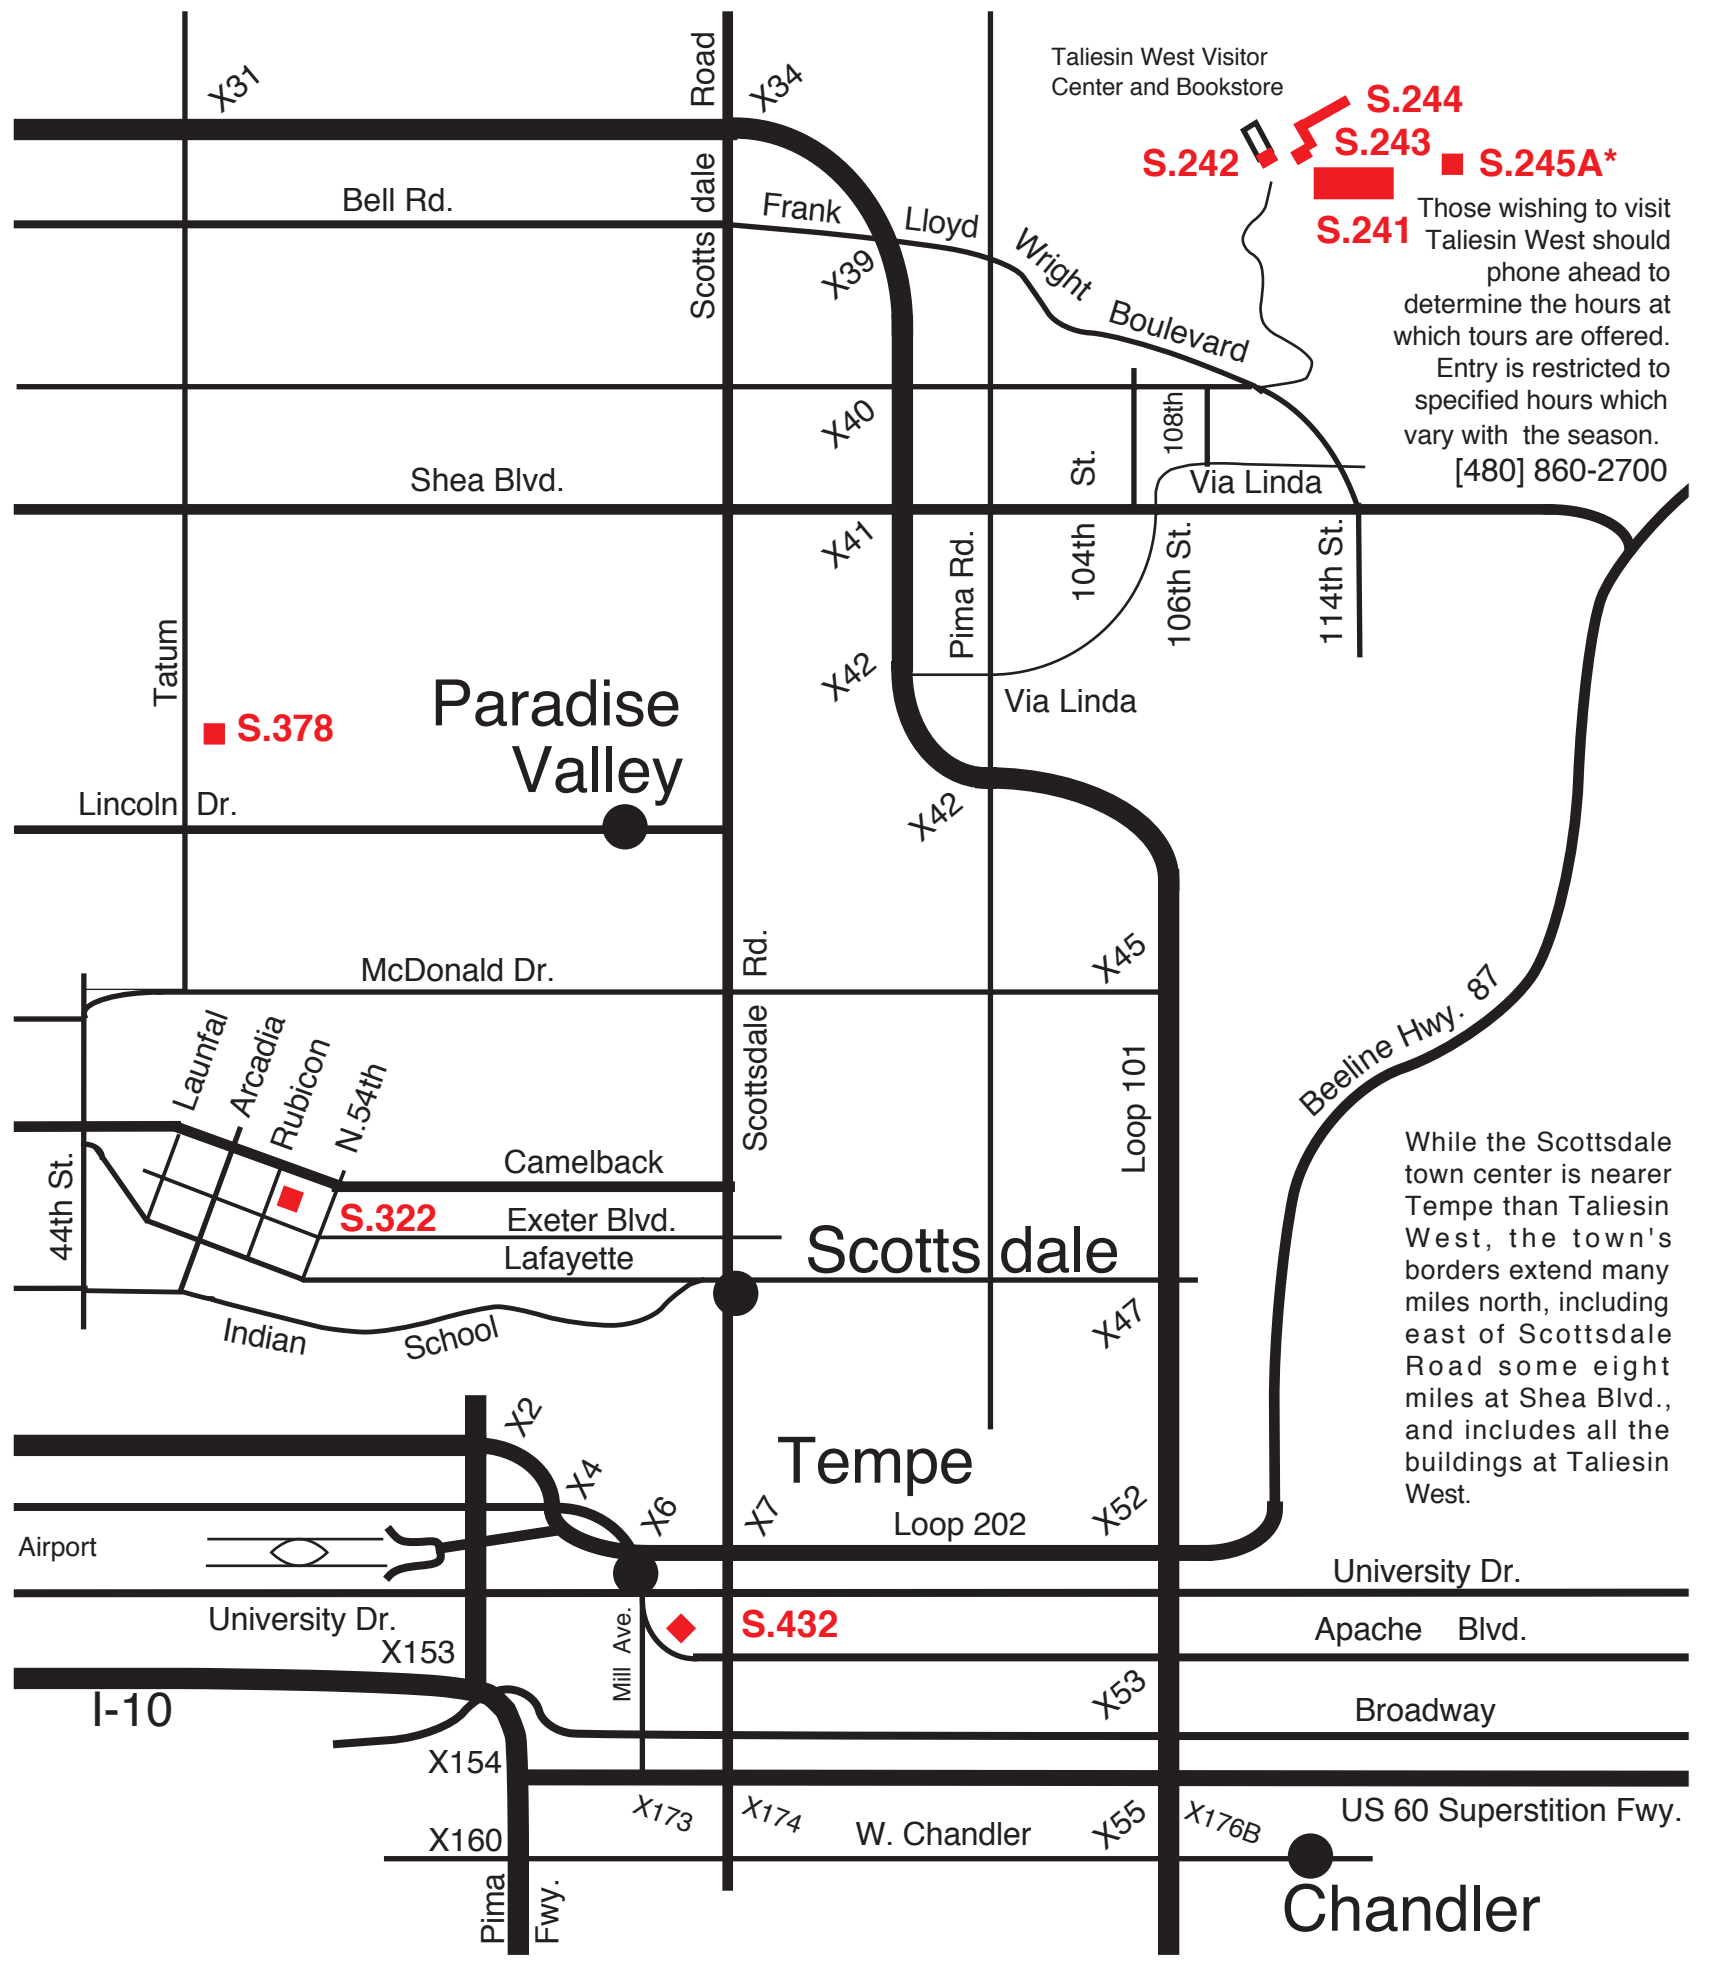 Taliesin West Visitor
Center and Bookstore
S.244
S.243
S.242
S.245A*
S.241
Those wishing to visit
Taliesin West should
phone ahead to
determine the hours at
which tours are offered.
Entry is restricted to
specified hours which
vary with the season.
[480] 860-2700
X31
Scotts dale Road
X34
Bell Rd.
Frank Lloyd Wright Boulevard
X39
X40
108th
104th St.
Shea Blvd.
Via Linda
X41
Pima Rd.
106th St.
114th St.
Tatum
X42
Via Linda
S.378
Paradise
Valley
Lincoln Dr.
X42
McDonald Dr.
Scottsdale Rd.
X45
Beeline Hwy. 87
Launfal
Arcadia
Rubicon
N.54th
Loop 101
44th St.
Camelback
S.322
Exeter Blvd.
Lafayette
Scotts dale
Indian School
X47
While the Scottsdale
town center is nearer
Tempe than Taliesin
West, the town's
borders extend many
miles north, including
east of Scottsdale
Road some eight
miles at Shea Blvd.,
and includes all the
buildings at Taliesin
West.
X2
X4
X6
X7
Tempe
X52
Loop 202
Airport
University Dr.
University Dr.
Mill Ave.
S.432
Apache Blvd.
X153
I-10
X53
Broadway
X154
X173
X174
X55
X176B
US 60 Superstition Fwy.
X160
W. Chandler
Pima Fwy.
Chandler